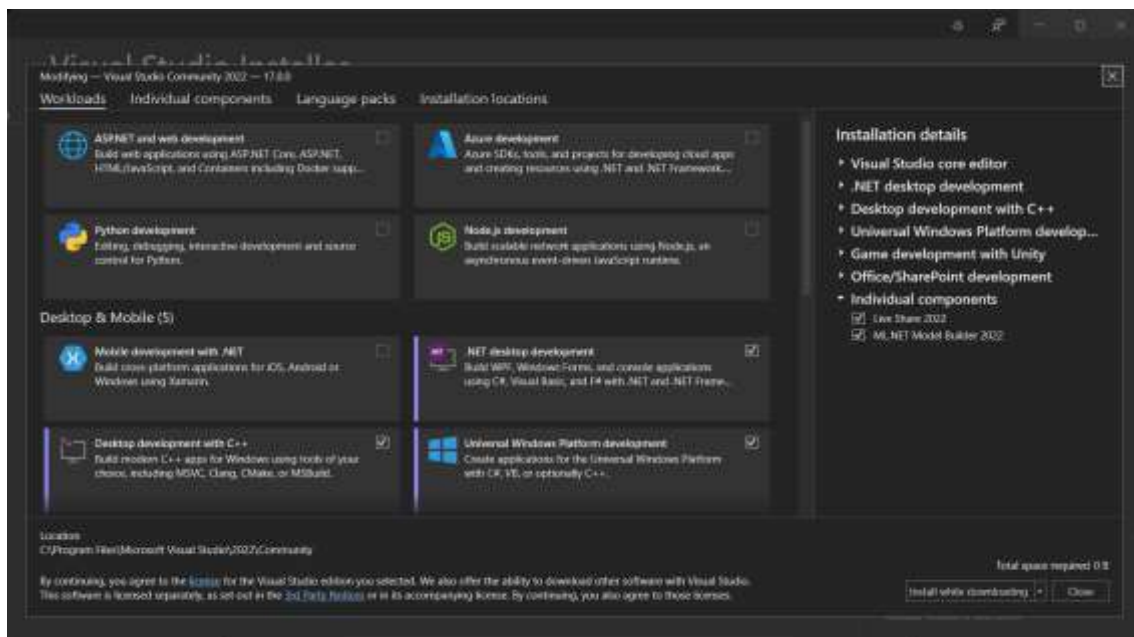 Visual Studio Installer
Modifying — Visual Studio Community 2022 — 17.0.0
Workloads Individual components Language packs Installation locations
ASP.NET and web development
Build web applications using ASP.NET Core, ASP.NET,
HTML/JavaScript, and Containers including Docker supp...
Azure development
Azure SDKs, tools, and projects for developing cloud apps
and creating resources using .NET and .NET Framework...
Python development
Editing, debugging, interactive development and source
control for Python.
Node.js development
Build scalable network applications using Node.js, an
asynchronous event-driven JavaScript runtime.
Desktop & Mobile (5)
Mobile development with .NET
Build cross-platform applications for iOS, Android or
Windows using Xamarin.
.NET desktop development
Build WPF, Windows Forms, and console applications
using C#, Visual Basic, and F# with .NET and .NET Frame...
Desktop development with C++
Build modern C++ apps for Windows using tools of your
choice, including MSVC, Clang, CMake, or MSBuild.
Universal Windows Platform development
Create applications for the Universal Windows Platform
with C#, VB, or optionally C++.
Installation details
Visual Studio core editor
.NET desktop development
Desktop development with C++
Universal Windows Platform develop...
Game development with Unity
Office/SharePoint development
Individual components
Live Share 2022
ML.NET Model Builder 2022
Location
C:\Program Files\Microsoft Visual Studio\2022\Community
By continuing, you agree to the license for the Visual Studio edition you selected. We also offer the ability to download other software with Visual Studio.
This software is licensed separately, as set out in the 3rd Party Notices or in its accompanying license. By continuing, you also agree to those licenses.
Total space required 0 B
Install while downloading Close